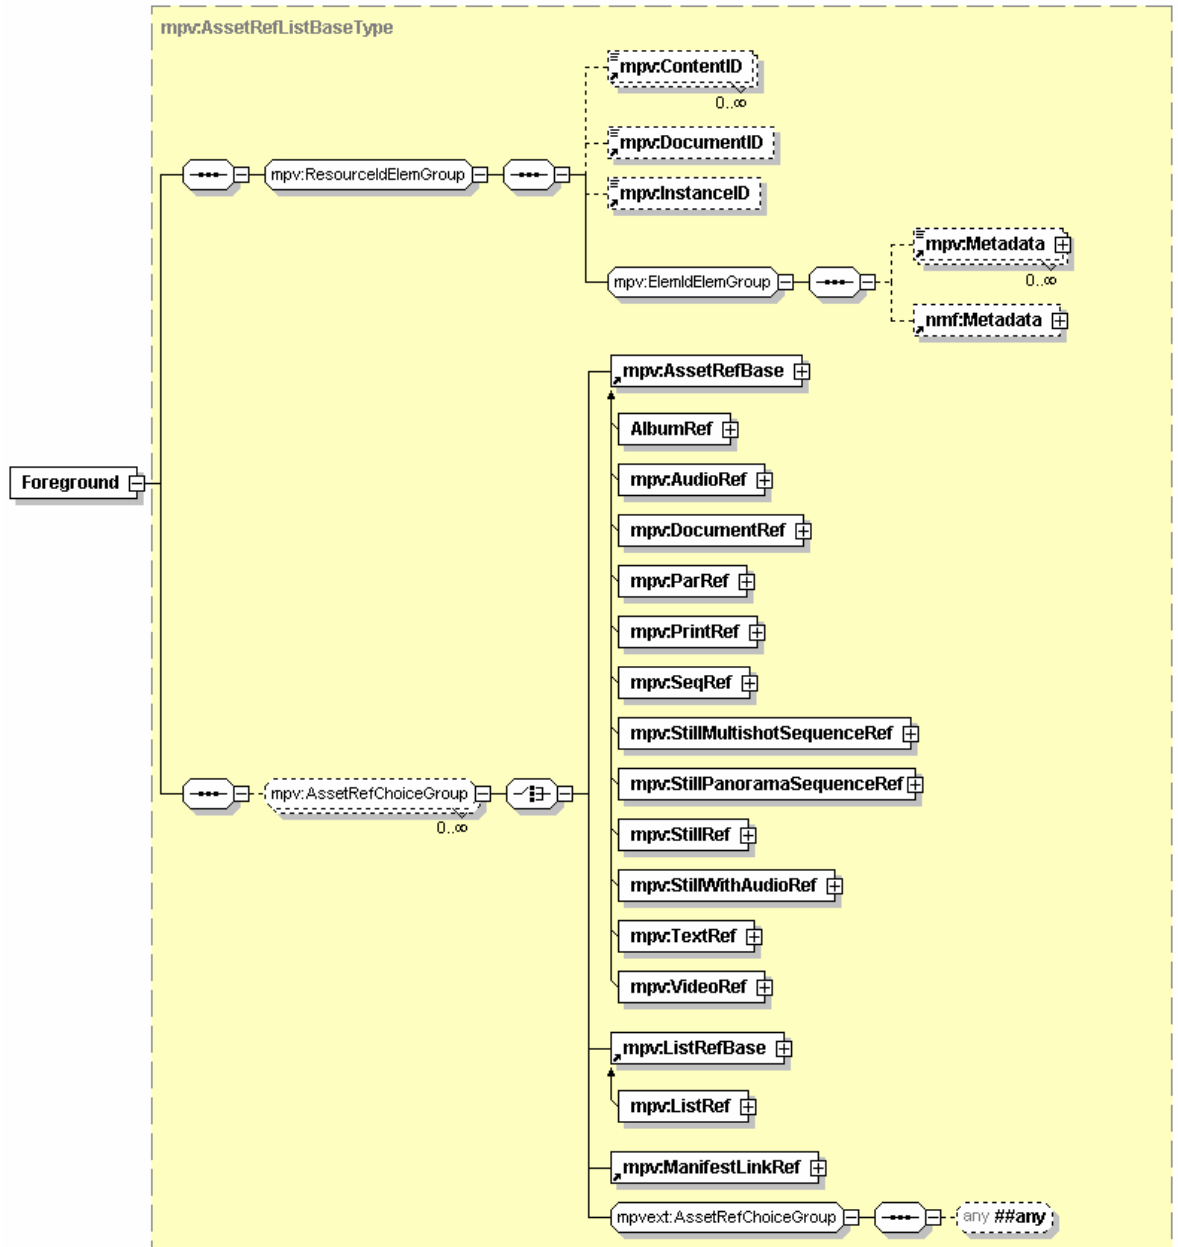 mpv:AssetRefListBaseType
mpv:ContentID
0..∞
mpv:DocumentID
mpv:ResourceIdElemGroup
mpv:InstanceID
mpv:Metadata
0..∞
mpv:ElemIdElemGroup
nmf:Metadata
mpv:AssetRefBase
AlbumRef
mpv:AudioRef
Foreground
mpv:DocumentRef
mpv:ParRef
mpv:PrintRef
mpv:SeqRef
mpv:StillMultishotSequenceRef
mpv:StillPanoramaSequenceRef
mpv:AssetRefChoiceGroup
0..∞
mpv:StillRef
mpv:StillWithAudioRef
mpv:TextRef
mpv:VideoRef
mpv:ListRefBase
mpv:ListRef
mpv:ManifestLinkRef
mpvext:AssetRefChoiceGroup
any ##any